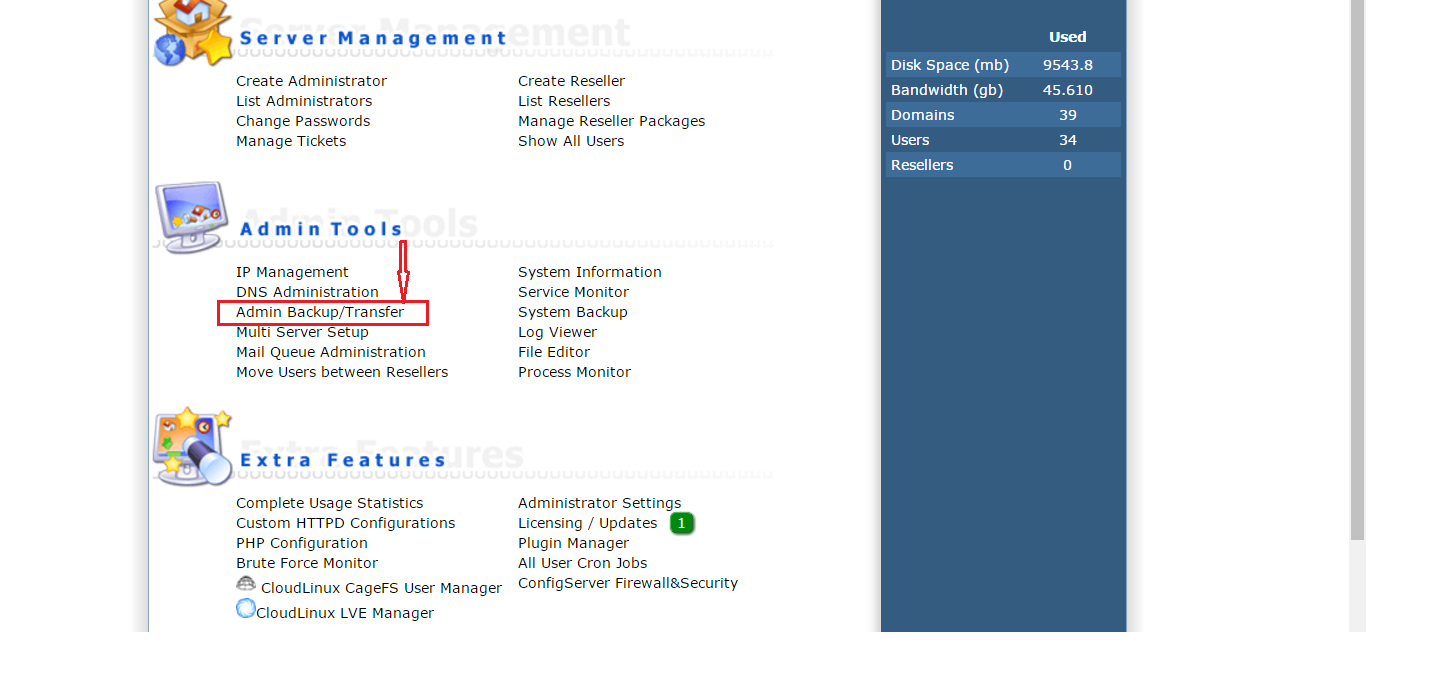 Server Management
Create Administrator
List Administrators
Change Passwords
Manage Tickets
Create Reseller
List Resellers
Manage Reseller Packages
Show All Users
Admin Tools
IP Management
DNS Administration
Admin Backup/Transfer
Multi Server Setup
Mail Queue Administration
Move Users between Resellers
System Information
Service Monitor
System Backup
Log Viewer
File Editor
Process Monitor
Extra Features
Complete Usage Statistics
Custom HTTPD Configurations
PHP Configuration
Brute Force Monitor
CloudLinux CageFS User Manager
CloudLinux LVE Manager
Administrator Settings
Licensing / Updates 1
Plugin Manager
All User Cron Jobs
ConfigServer Firewall&Security
Used
Disk Space (mb) 9543.8
Bandwidth (gb) 45.610
Domains 39
Users 34
Resellers 0